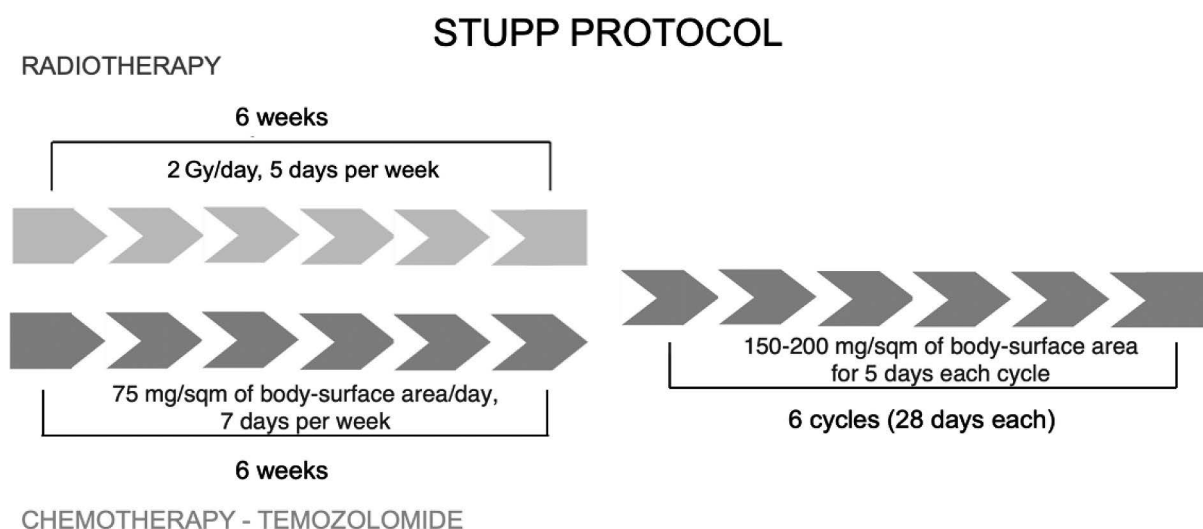 STUPP PROTOCOL
RADIOTHERAPY
6 weeks
2 Gy/day, 5 days per week
75 mg/sqm of body-surface area/day,
7 days per week
6 weeks
150-200 mg/sqm of body-surface area
for 5 days each cycle
6 cycles (28 days each)
CHEMOTHERAPY - TEMOZOLOMIDE